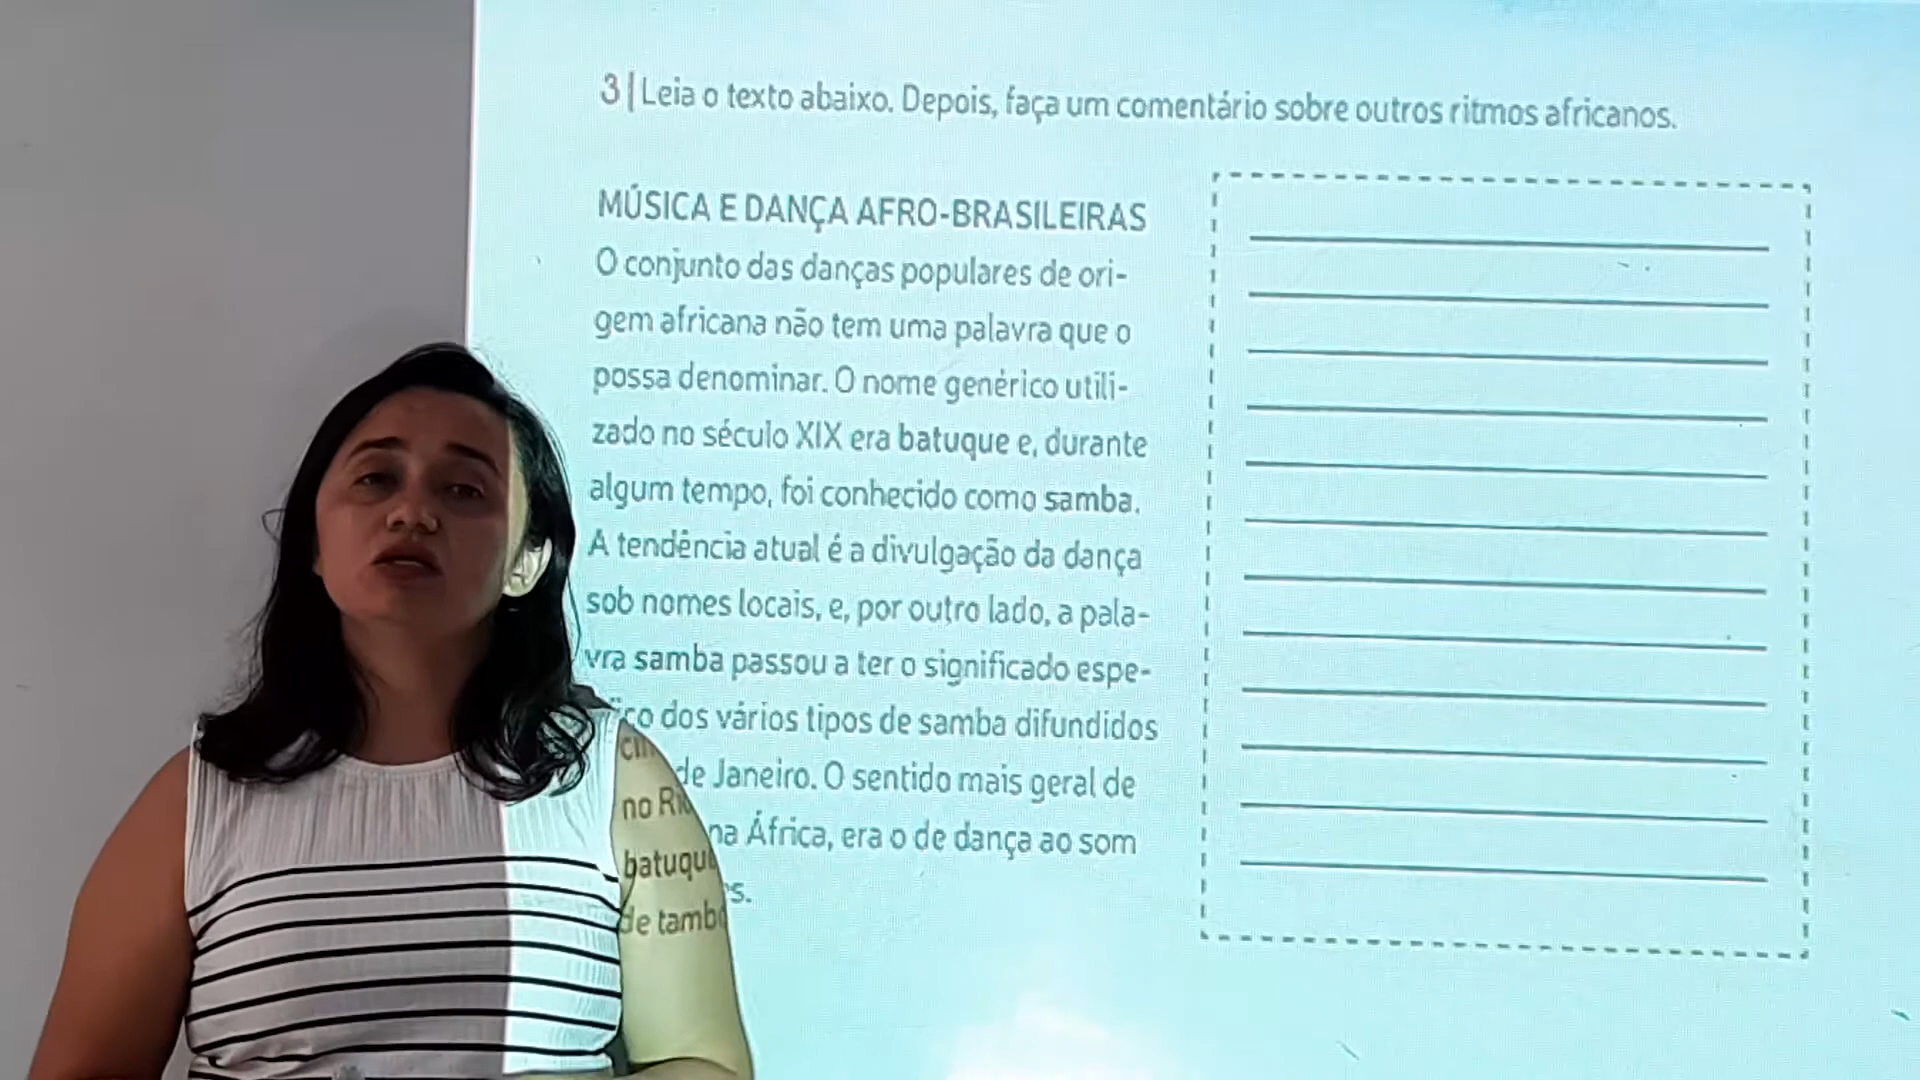 3 | Leia o texto abaixo. Depois, faça um comentário sobre outros ritmos africanos.
MÚSICA E DANÇA AFRO-BRASILEIRAS
O conjunto das danças populares de ori-
gem africana não tem uma palavra que o
possa denominar. O nome genérico utili-
zado no século XIX era batuque e, durante
algum tempo, foi conhecido como samba.
A tendência atual é a divulgação da dança
sob nomes locais, e, por outro lado, a pala-
vra samba passou a ter o significado espe-
cífico dos vários tipos de samba difundidos
no Rio de Janeiro. O sentido mais geral de
batuque na África, era o de dança ao som
de tambores.